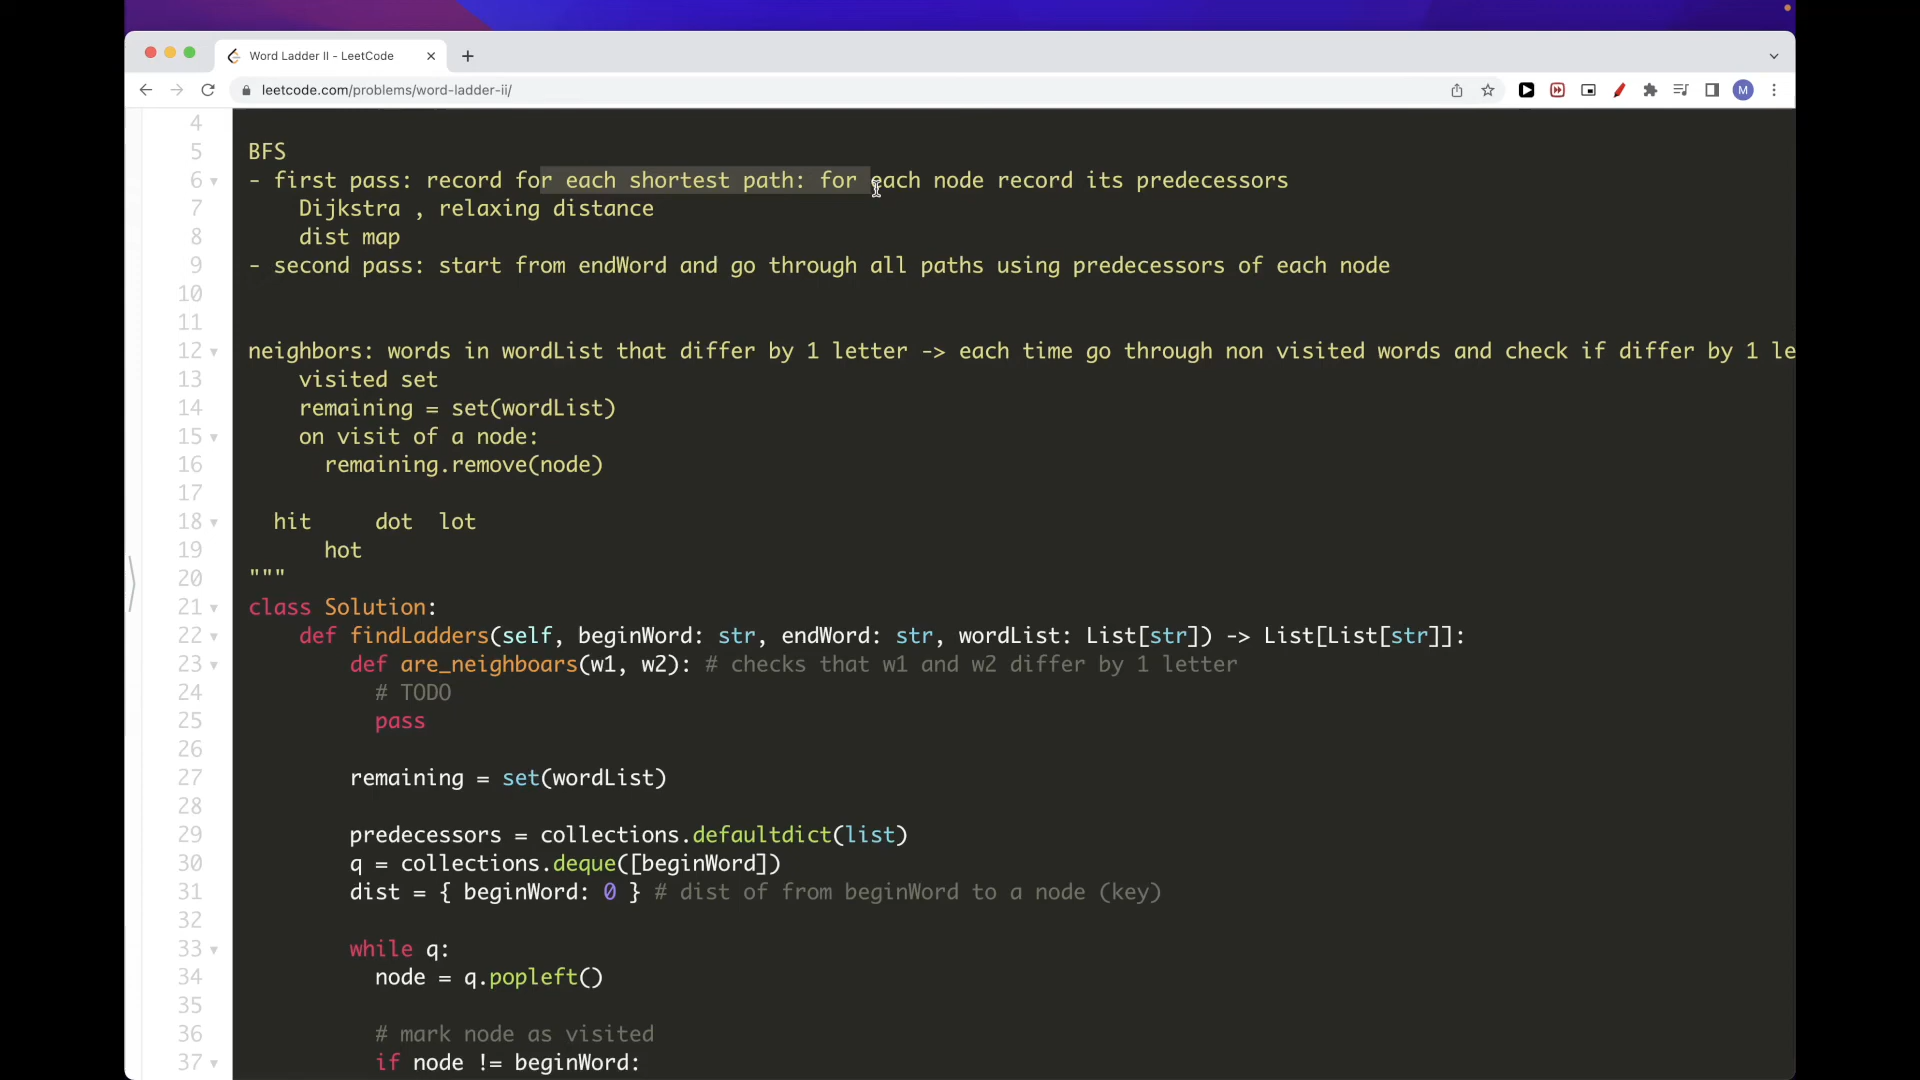 Word Ladder II - LeetCode
leetcode.com/problems/word-ladder-ii/
M
4
5 BFS
6 - first pass: record for each shortest path: for each node record its predecessors
7 Dijkstra , relaxing distance
8 dist map
9 - second pass: start from endWord and go through all paths using predecessors of each node
10
11
12 neighbors: words in wordList that differ by 1 letter -> each time go through non visited words and check if differ by 1 le
13 visited set
14 remaining = set(wordList)
15 on visit of a node:
16 remaining.remove(node)
17
18 hit dot lot
19 hot
20 """
21 class Solution:
22 def findLadders(self, beginWord: str, endWord: str, wordList: List[str]) -> List[List[str]]:
23 def are_neighboars(w1, w2): # checks that w1 and w2 differ by 1 letter
24 # TODO
25 pass
26
27 remaining = set(wordList)
28
29 predecessors = collections.defaultdict(list)
30 q = collections.deque([beginWord])
31 dist = { beginWord: 0 } # dist of from beginWord to a node (key)
32
33 while q:
34 node = q.popleft()
35
36 # mark node as visited
37 if node != beginWord: